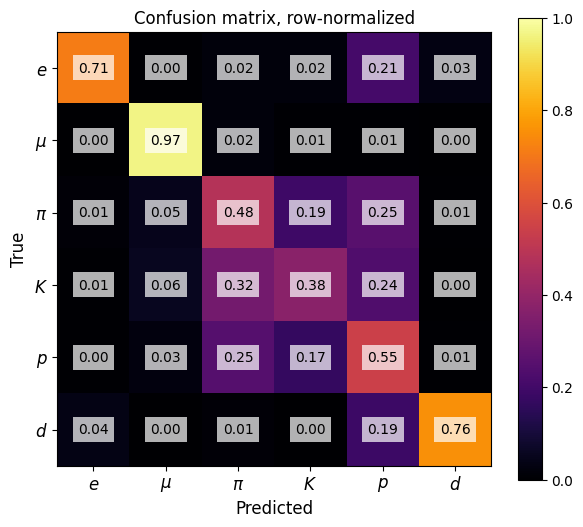 Confusion matrix, row-normalized
True
e 0.71 0.00 0.02 0.02 0.21 0.03
μ 0.00 0.97 0.02 0.01 0.01 0.00
π 0.01 0.05 0.48 0.19 0.25 0.01
K 0.01 0.06 0.32 0.38 0.24 0.00
p 0.00 0.03 0.25 0.17 0.55 0.01
d 0.04 0.00 0.01 0.00 0.19 0.76
e μ π K p d
Predicted
1.0
0.8
0.6
0.4
0.2
0.0